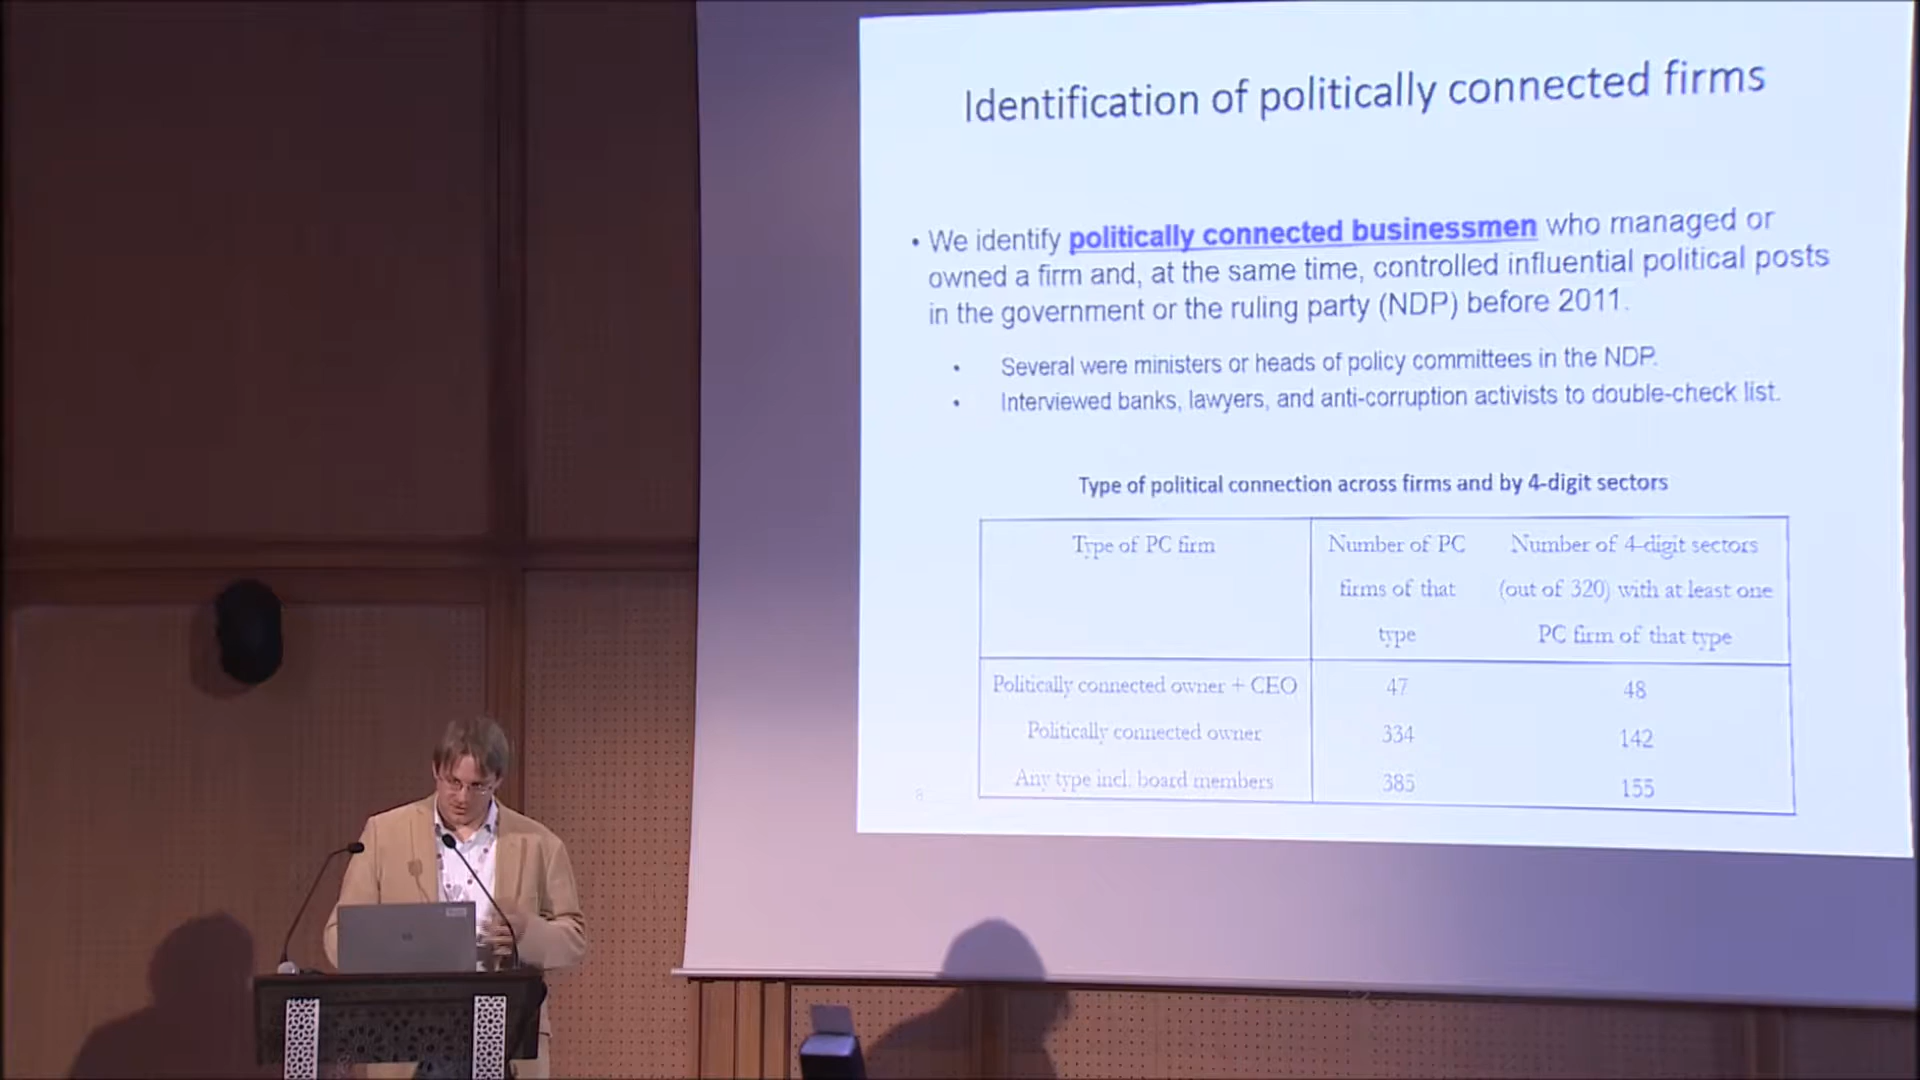 Identification of politically connected firms
• We identify politically connected businessmen who managed or
owned a firm and, at the same time, controlled influential political posts
in the government or the ruling party (NDP) before 2011.
• Several were ministers or heads of policy committees in the NDP.
• Interviewed banks, lawyers, and anti-corruption activists to double-check list.
Type of political connection across firms and by 4-digit sectors
Type of PC firm Number of PC Number of 4-digit sectors
firms of that (out of 320) with at least one
type PC firm of that type
Politically connected owner + CEO 47 48
Politically connected owner 334 142
Any type incl. board members 385 155
8